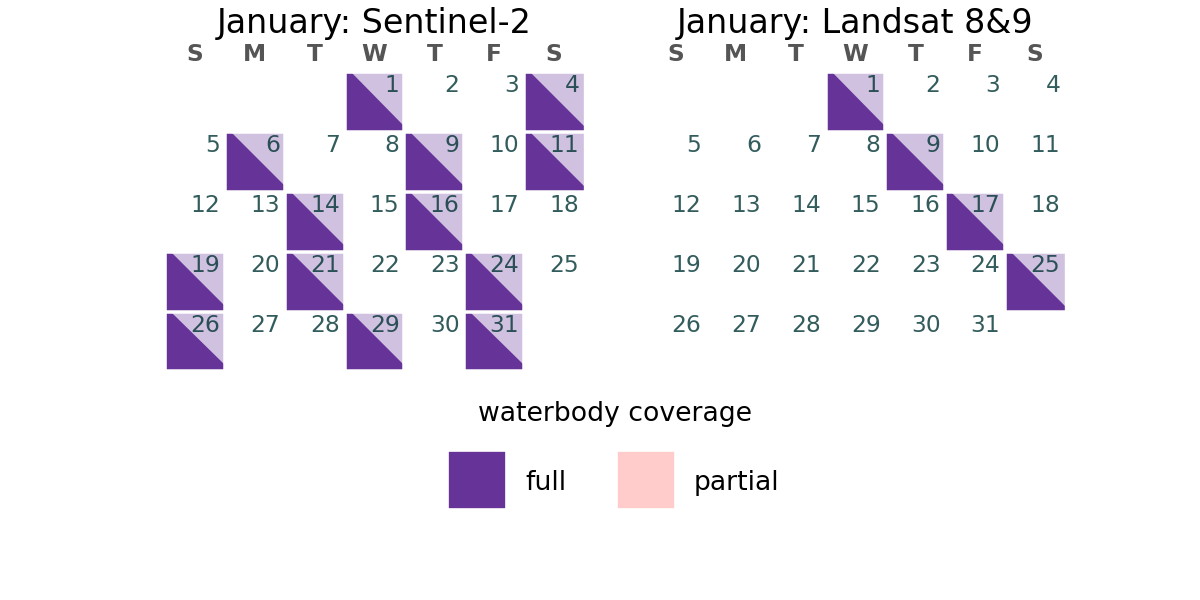 January: Sentinel-2
S M T W T F S
1 2 3 4
5 6 7 8 9 10 11
12 13 14 15 16 17 18
19 20 21 22 23 24 25
26 27 28 29 30 31
January: Landsat 8&9
S M T W T F S
1 2 3 4
5 6 7 8 9 10 11
12 13 14 15 16 17 18
19 20 21 22 23 24 25
26 27 28 29 30 31
waterbody coverage
full partial